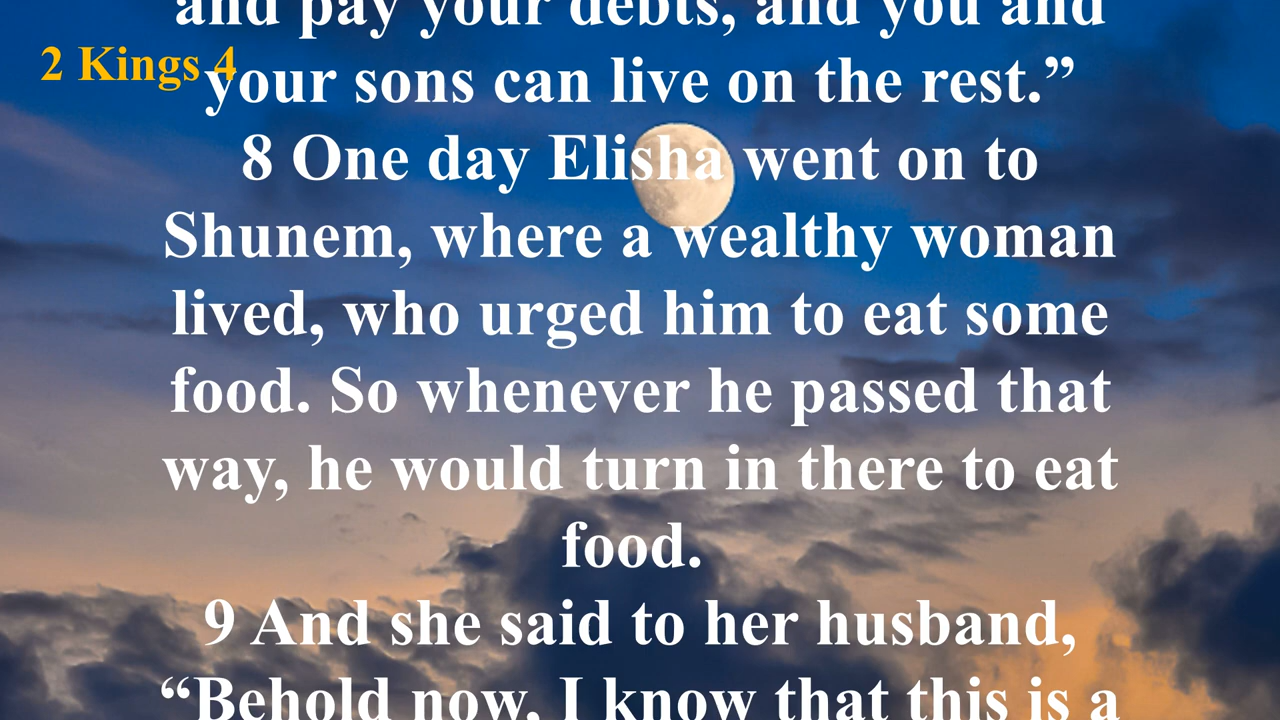 and pay your debts, and you and
2 Kings 4
your sons can live on the rest.”
8 One day Elisha went on to
Shunem, where a wealthy woman
lived, who urged him to eat some
food. So whenever he passed that
way, he would turn in there to eat
food.
9 And she said to her husband,
“Behold now, I know that this is a